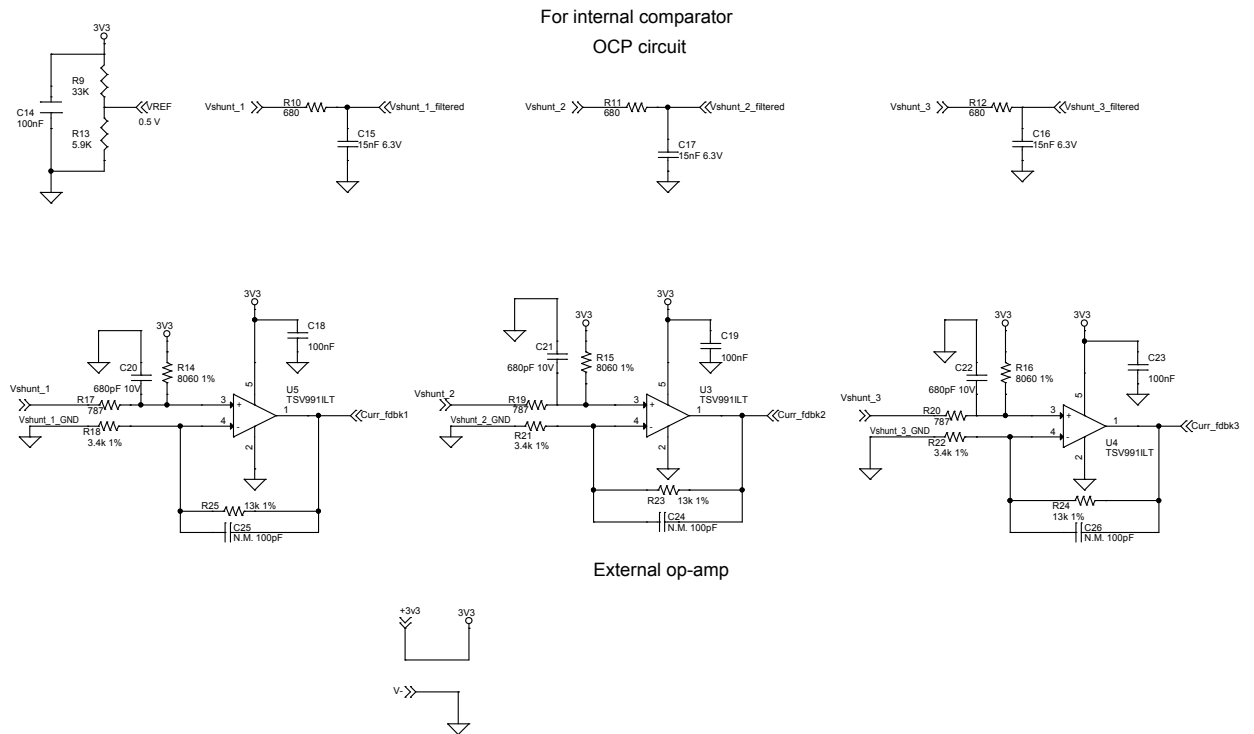 For internal comparator
OCP circuit
3V3
R9
33K
C14
100nF
R13
5.9K
VREF
0.5 V
Vshunt_1
R10
680
Vshunt_1_filtered
C15
15nF 6.3V
Vshunt_2
R11
680
Vshunt_2_filtered
C17
15nF 6.3V
Vshunt_3
R12
680
Vshunt_3_filtered
C16
15nF 6.3V
3V3
C18
100nF
3V3
C20
680pF 10V
R14
8060 1%
Vshunt_1
R17
787
Vshunt_1_GND
R18
3.4k 1%
U5
TSV991ILT
3
+
4
-
5
2
1
Curr_fdbk1
R25
13k 1%
C25
N.M. 100pF
3V3
C19
100nF
3V3
C21
680pF 10V
R15
8060 1%
Vshunt_2
R19
787
Vshunt_2_GND
R21
3.4k 1%
U3
TSV991ILT
3
+
4
-
5
2
1
Curr_fdbk2
R23
13k 1%
C24
N.M. 100pF
3V3
C23
100nF
3V3
C22
680pF 10V
R16
8060 1%
Vshunt_3
R20
787
Vshunt_3_GND
R22
3.4k 1%
U4
TSV991ILT
3
+
4
-
5
2
1
Curr_fdbk3
R24
13k 1%
C26
N.M. 100pF
External op-amp
+3v3
3V3
V-